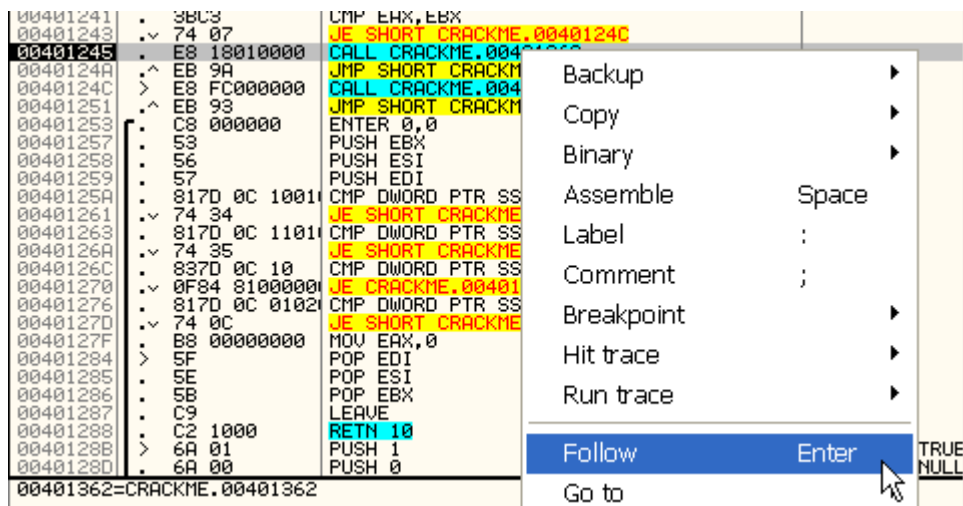 00401241 . 3BC3 CMP EAX,EBX
00401243 .v 74 07 JE SHORT CRACKME.0040124C
00401245 . E8 18010000 CALL CRACKME.00401362
0040124A .^ EB 9A JMP SHORT CRACKM
0040124C > E8 FC000000 CALL CRACKME.004
00401251 .^ EB 93 JMP SHORT CRACKM
00401253 . C8 000000 ENTER 0,0
00401257 . 53 PUSH EBX
00401258 . 56 PUSH ESI
00401259 . 57 PUSH EDI
0040125A . 817D 0C 1001 CMP DWORD PTR SS
00401261 .v 74 34 JE SHORT CRACKME
00401263 . 817D 0C 1101 CMP DWORD PTR SS
0040126A .v 74 35 JE SHORT CRACKME
0040126C . 837D 0C 10 CMP DWORD PTR SS
00401270 .v 0F84 8100000 JE CRACKME.00401
00401276 . 817D 0C 0102 CMP DWORD PTR SS
0040127D .v 74 0C JE SHORT CRACKME
0040127F . B8 00000000 MOV EAX,0
00401284 > 5F POP EDI
00401285 . 5E POP ESI
00401286 . 5B POP EBX
00401287 . C9 LEAVE
00401288 . C2 1000 RETN 10
0040128B > 6A 01 PUSH 1 TRUE
0040128D . 6A 00 PUSH 0 NULL
00401362=CRACKME.00401362
Backup
Copy
Binary
Assemble Space
Label :
Comment ;
Breakpoint
Hit trace
Run trace
Follow Enter
Go to